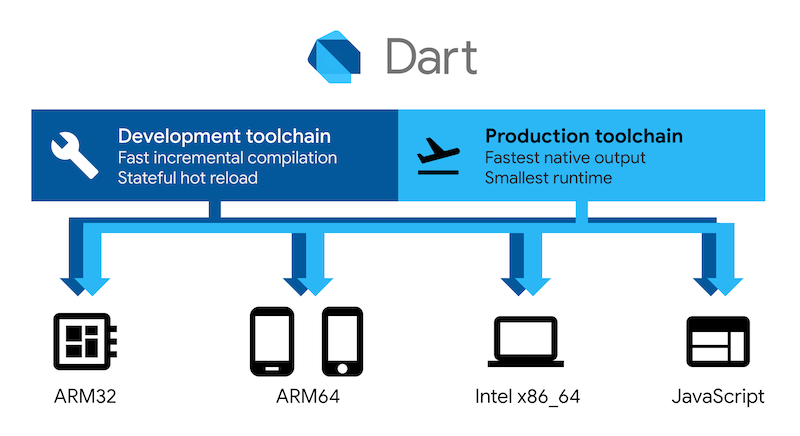 Dart
Development toolchain
Fast incremental compilation
Stateful hot reload
Production toolchain
Fastest native output
Smallest runtime
ARM32
ARM64
Intel x86_64
JavaScript